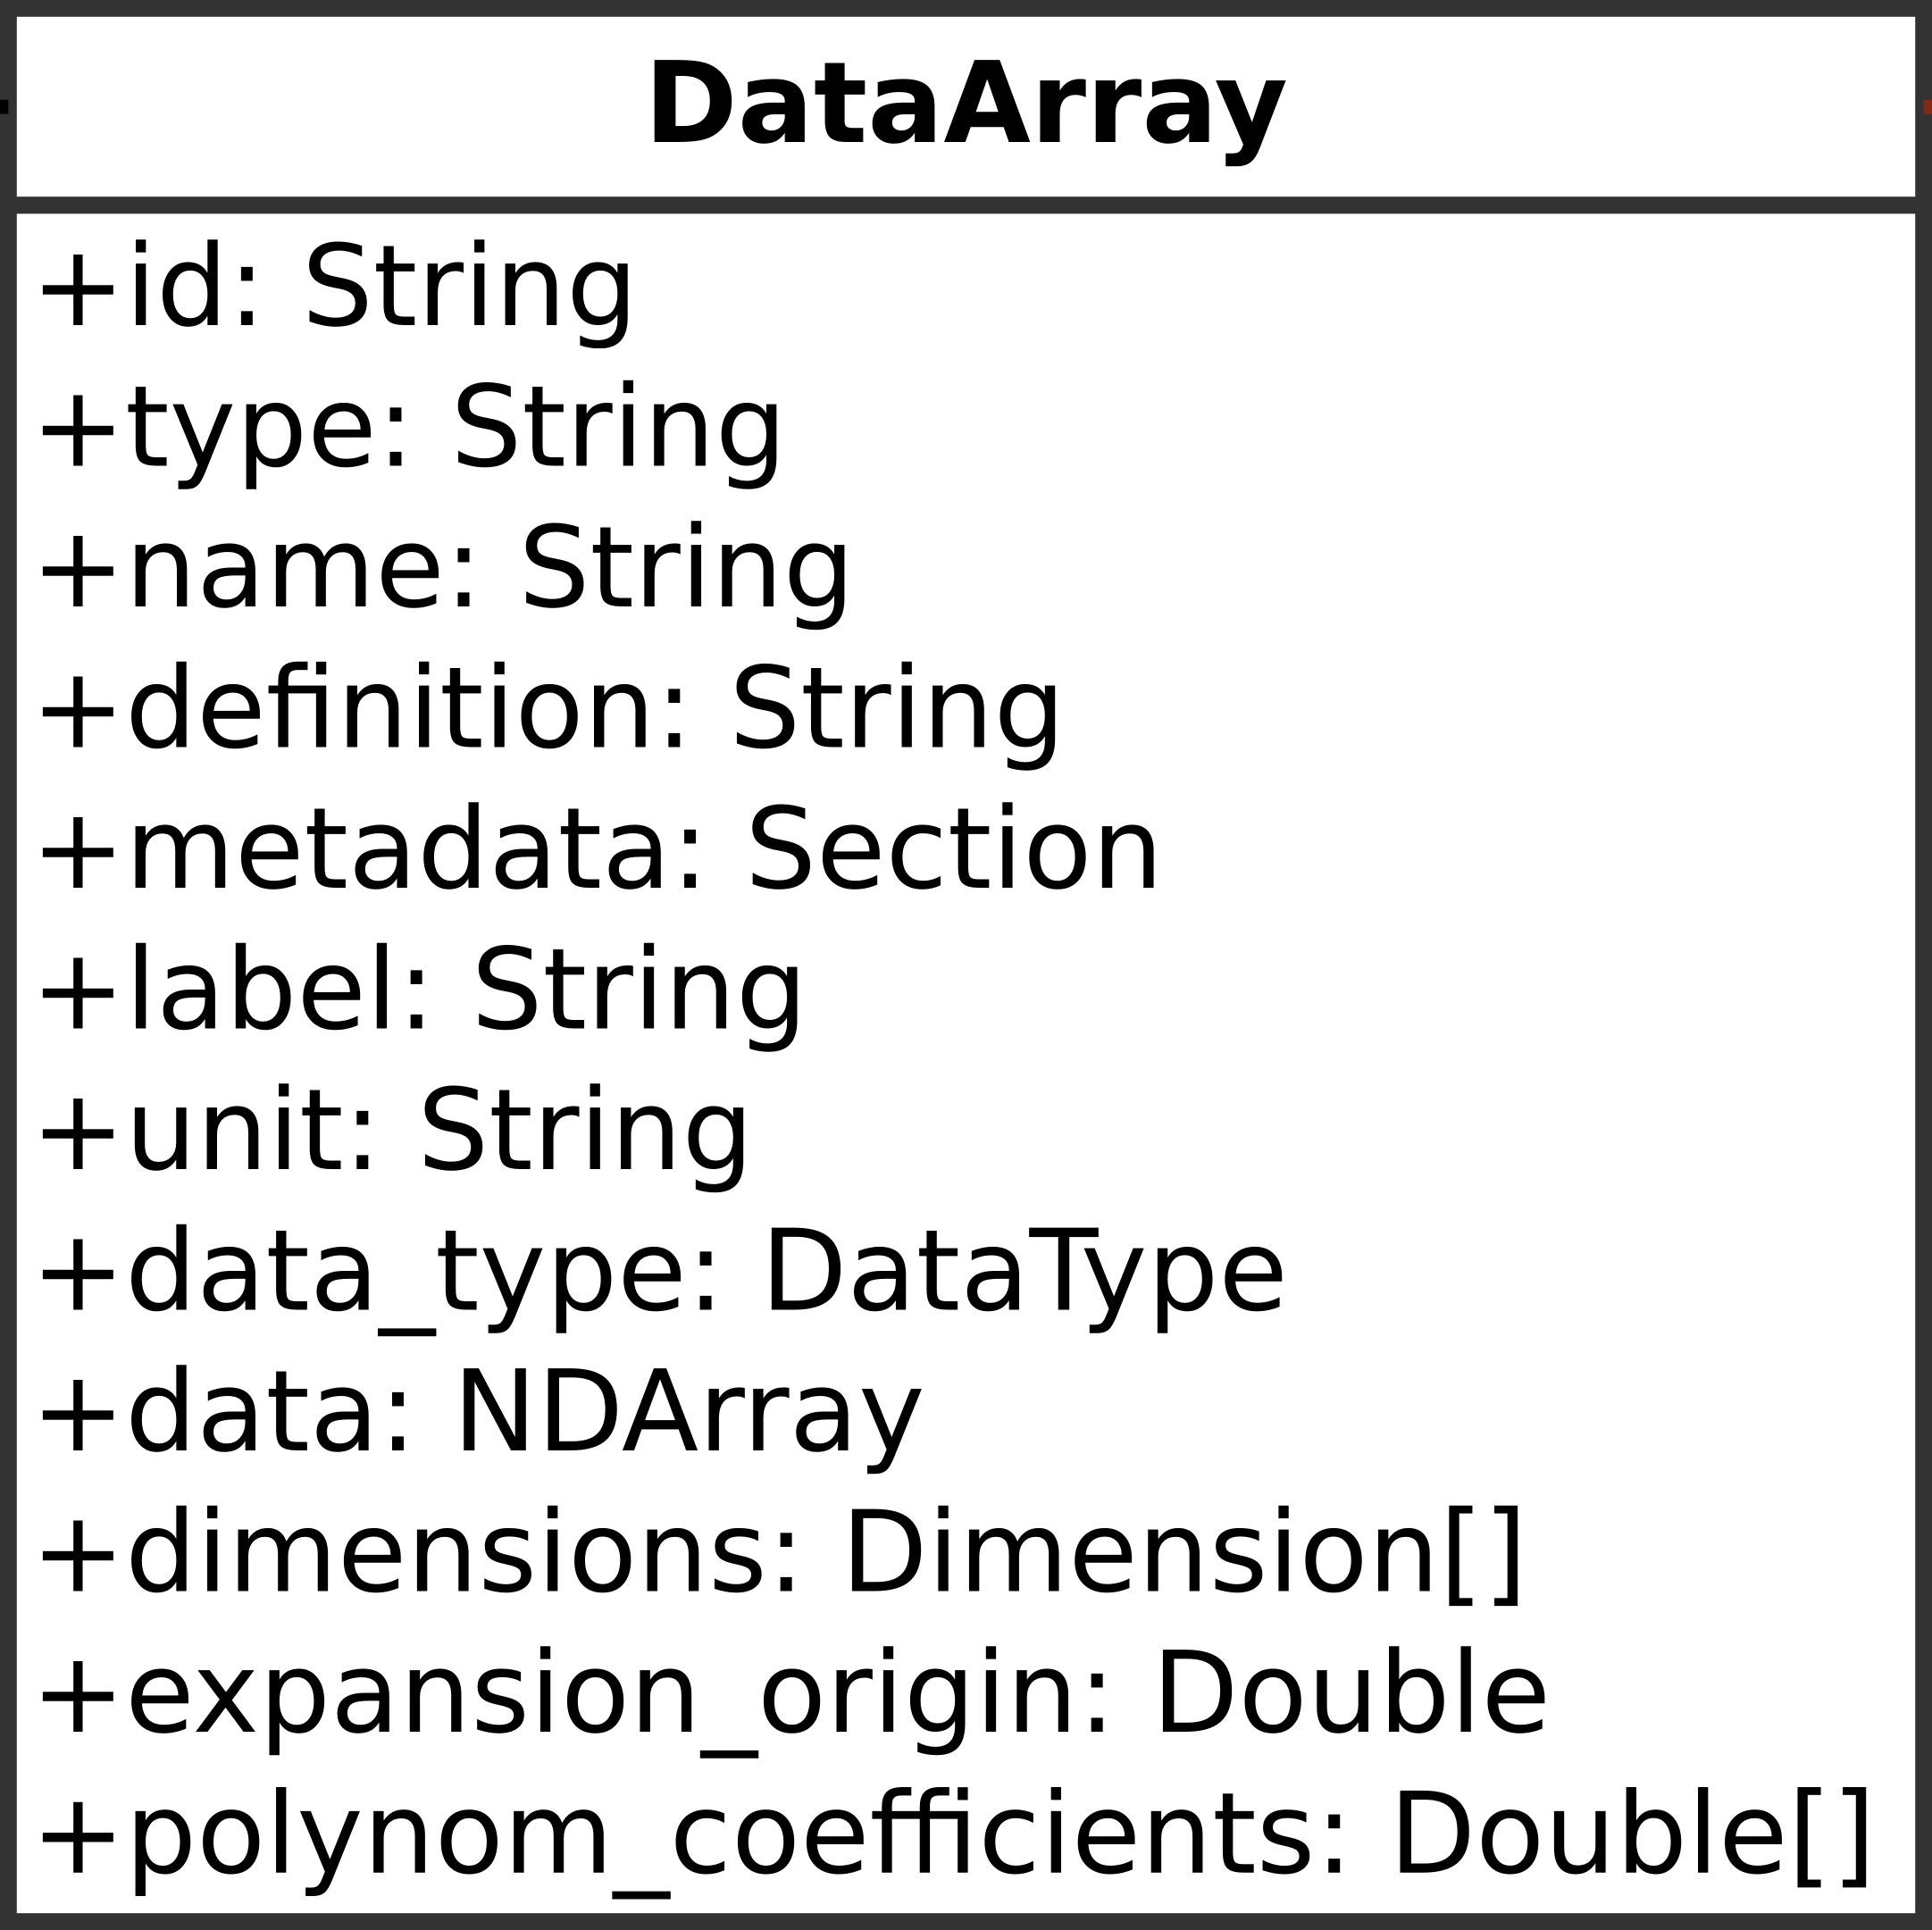 DataArray
+id: String
+type: String
+name: String
+definition: String
+metadata: Section
+label: String
+unit: String
+data_type: DataType
+data: NDArray
+dimensions: Dimension[]
+expansion_origin: Double
+polynom_coefficients: Double[]